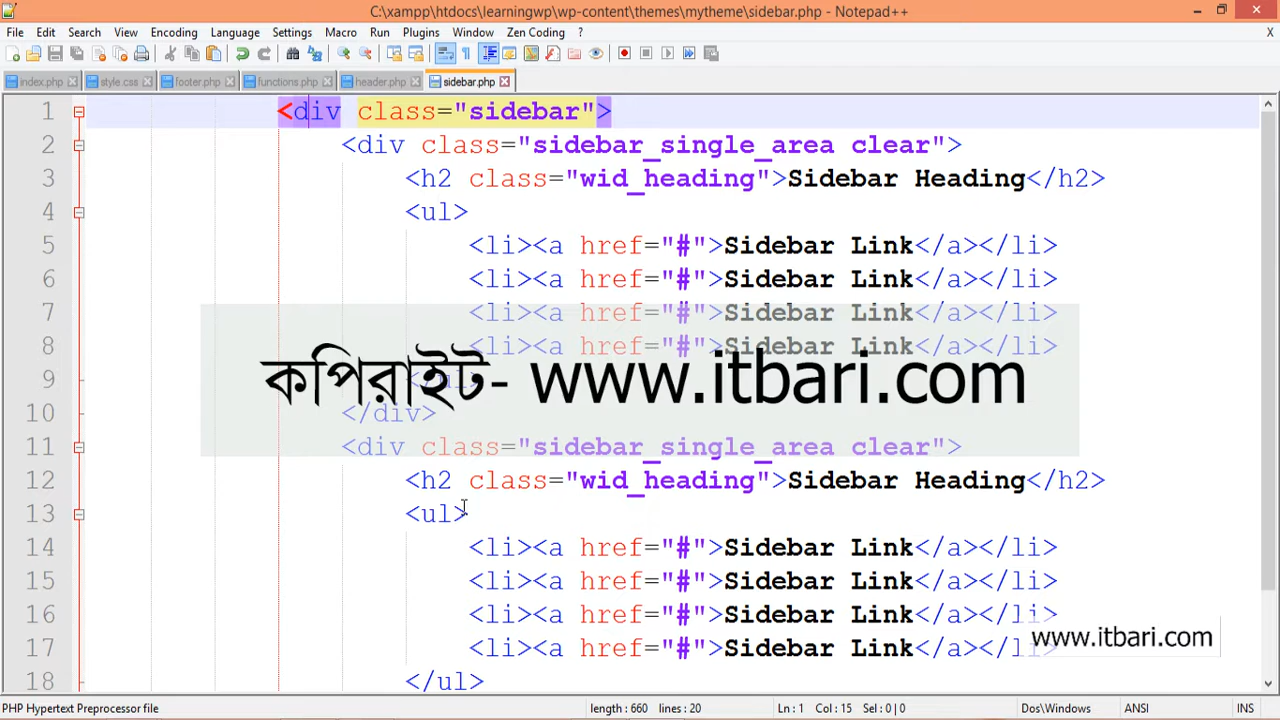 C:\xampp\htdocs\learningwp\wp-content\themes\mytheme\sidebar.php - Notepad++
File Edit Search View Encoding Language Settings Macro Run Plugins Window Zen Coding ? X
index.php style.css footer.php functions.php header.php sidebar.php
1 <div class="sidebar">
2 <div class="sidebar_single_area clear">
3 <h2 class="wid_heading">Sidebar Heading</h2>
4 <ul>
5 <li><a href="#">Sidebar Link</a></li>
6 <li><a href="#">Sidebar Link</a></li>
7 <li><a href="#">Sidebar Link</a></li>
8 <li><a href="#">Sidebar Link</a></li>
9 </ul>
কপিরাইট- www.itbari.com
10 </div>
11 <div class="sidebar_single_area clear">
12 <h2 class="wid_heading">Sidebar Heading</h2>
13 <ul>
14 <li><a href="#">Sidebar Link</a></li>
15 <li><a href="#">Sidebar Link</a></li>
16 <li><a href="#">Sidebar Link</a></li>
www.itbari.com
17 <li><a href="#">Sidebar Link</a></li>
18 </ul>
PHP Hypertext Preprocessor file length : 660 lines : 20 Ln : 1 Col : 15 Sel : 0 | 0 Dos\Windows ANSI INS